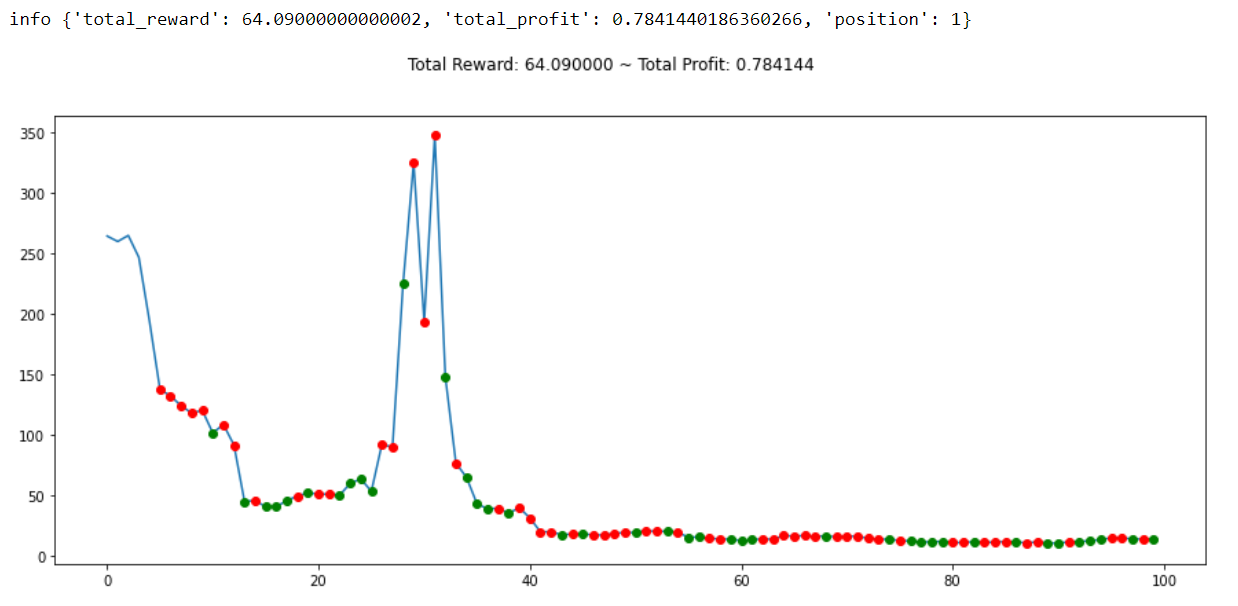 info {'total_reward': 64.09000000000002, 'total_profit': 0.7841440186360266, 'position': 1}
Total Reward: 64.090000 ~ Total Profit: 0.784144
350
300
250
200
150
100
50
0
0 20 40 60 80 100